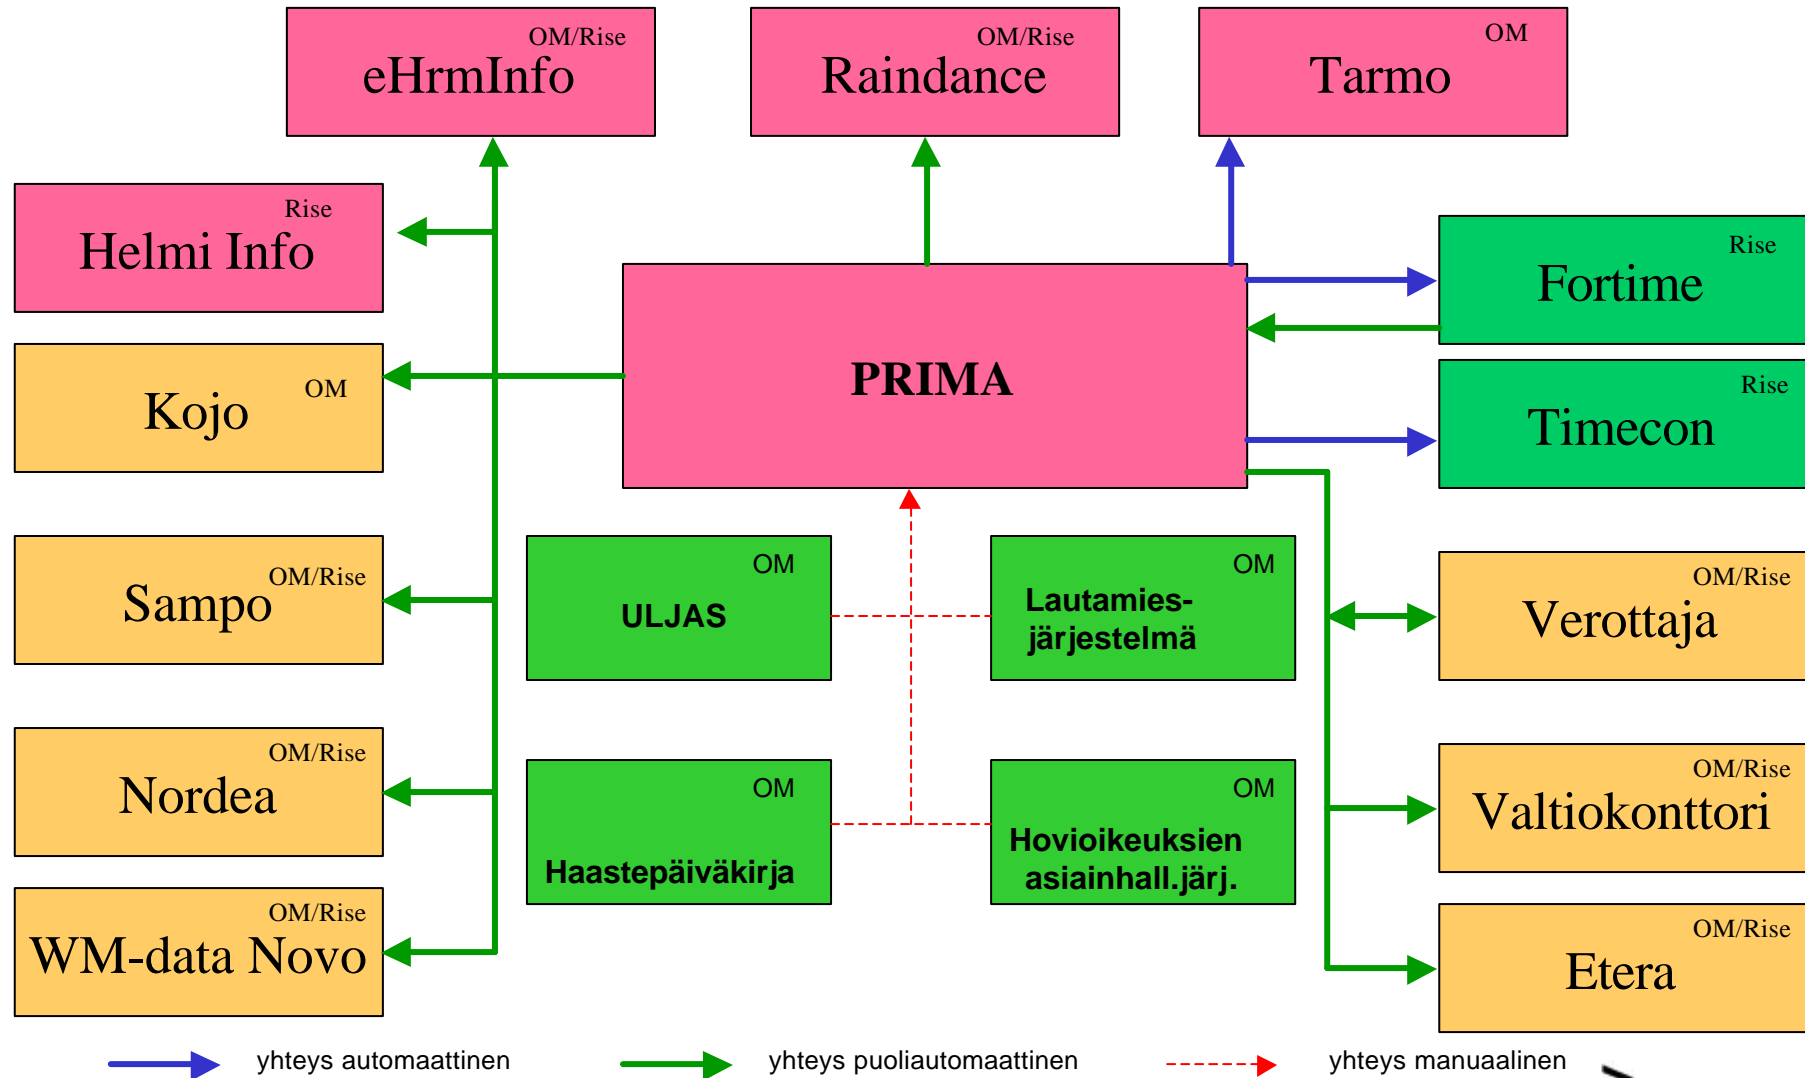 OM/Rise
eHrmInfo
OM/Rise
Raindance
OM
Tarmo
Rise
Helmi Info
Rise
Fortime
PRIMA
OM
Kojo
Rise
Timecon
OM/Rise
Sampo
OM
ULJAS
OM
Lautamies-
järjestelmä
OM/Rise
Verottaja
OM/Rise
Nordea
OM
Haastepäiväkirja
OM
Hovioikeuksien
asiainhall.järj.
OM/Rise
Valtiokonttori
OM/Rise
WM-data Novo
OM/Rise
Etera
yhteys automaattinen
yhteys puoliautomaattinen
yhteys manuaalinen